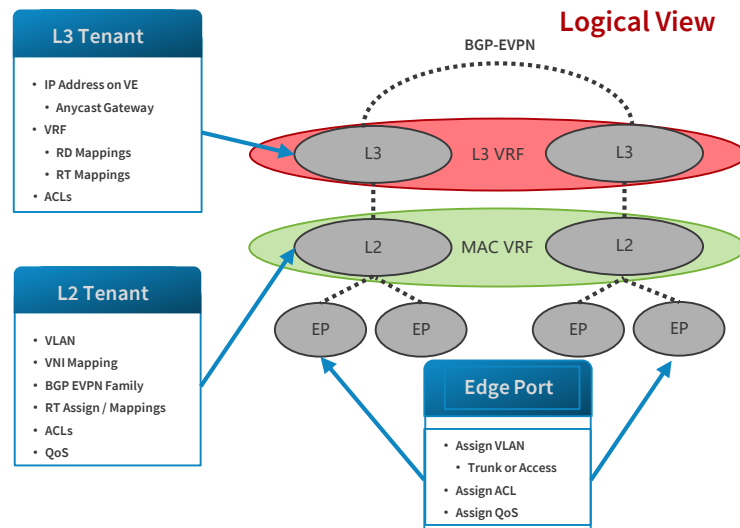 Logical View
L3 Tenant
• IP Address on VE
• Anycast Gateway
• VRF
• RD Mappings
• RT Mappings
• ACLs
BGP-EVPN
L3
L3 VRF
L3
L2
MAC VRF
L2
L2 Tenant
• VLAN
• VNI Mapping
• BGP EVPN Family
• RT Assign / Mappings
• ACLs
• QoS
EP
EP
EP
EP
Edge Port
• Assign VLAN
• Trunk or Access
• Assign ACL
• Assign QoS